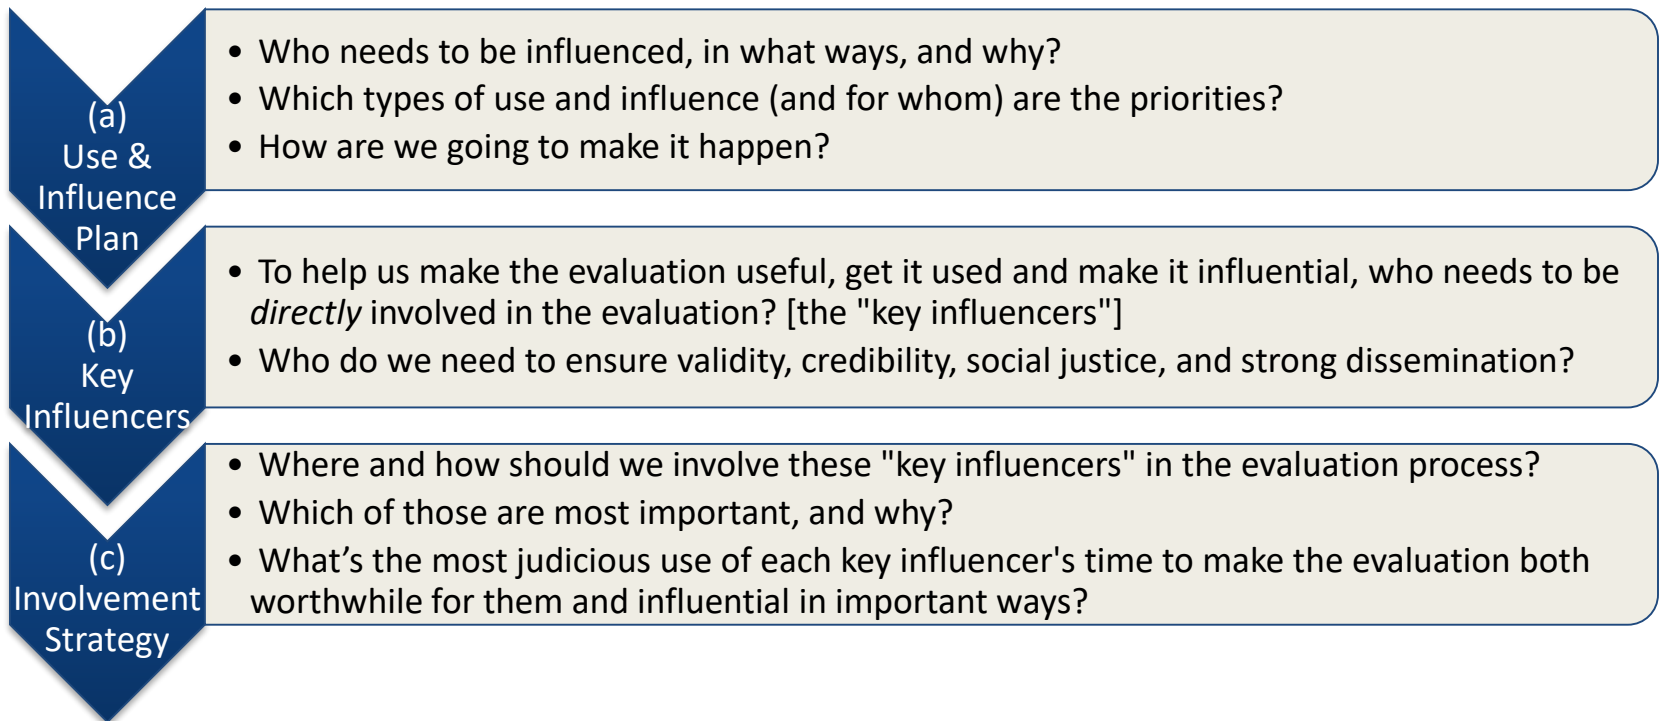 (a)
Use &
Influence
Plan
• Who needs to be influenced, in what ways, and why?
• Which types of use and influence (and for whom) are the priorities?
• How are we going to make it happen?
(b)
Key
Influencers
• To help us make the evaluation useful, get it used and make it influential, who needs to be
directly involved in the evaluation? [the "key influencers"]
• Who do we need to ensure validity, credibility, social justice, and strong dissemination?
(c)
Involvement
Strategy
• Where and how should we involve these "key influencers" in the evaluation process?
• Which of those are most important, and why?
• What’s the most judicious use of each key influencer's time to make the evaluation both
worthwhile for them and influential in important ways?